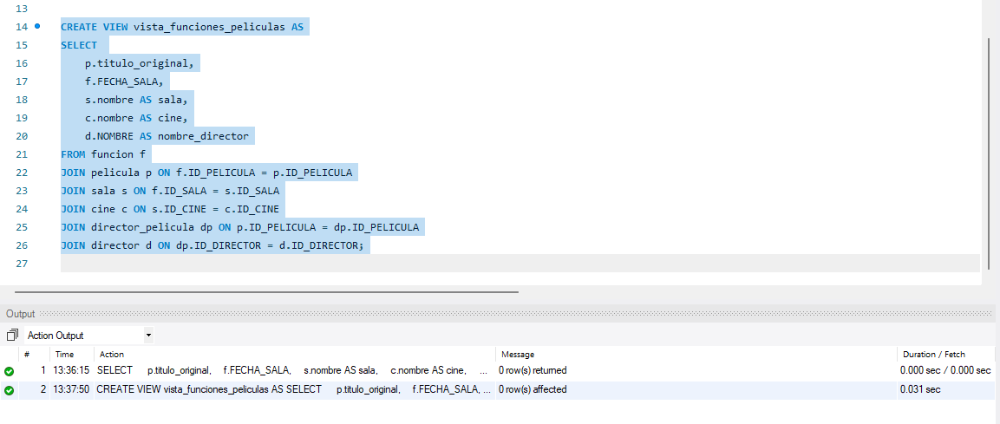 13
14 CREATE VIEW vista_funciones_peliculas AS
15 SELECT
16 p.titulo_original,
17 f.FECHA_SALA,
18 s.nombre AS sala,
19 c.nombre AS cine,
20 d.NOMBRE AS nombre_director
21 FROM funcion f
22 JOIN pelicula p ON f.ID_PELICULA = p.ID_PELICULA
23 JOIN sala s ON f.ID_SALA = s.ID_SALA
24 JOIN cine c ON s.ID_CINE = c.ID_CINE
25 JOIN director_pelicula dp ON p.ID_PELICULA = dp.ID_PELICULA
26 JOIN director d ON dp.ID_DIRECTOR = d.ID_DIRECTOR;
27
Output
Action Output
# Time Action Message Duration / Fetch
1 13:36:15 SELECT p.titulo_original, f.FECHA_SALA, s.nombre AS sala, c.nombre AS cine, ... 0 row(s) returned 0.000 sec / 0.000 sec
2 13:37:50 CREATE VIEW vista_funciones_peliculas AS SELECT p.titulo_original, f.FECHA_SALA, ... 0 row(s) affected 0.031 sec